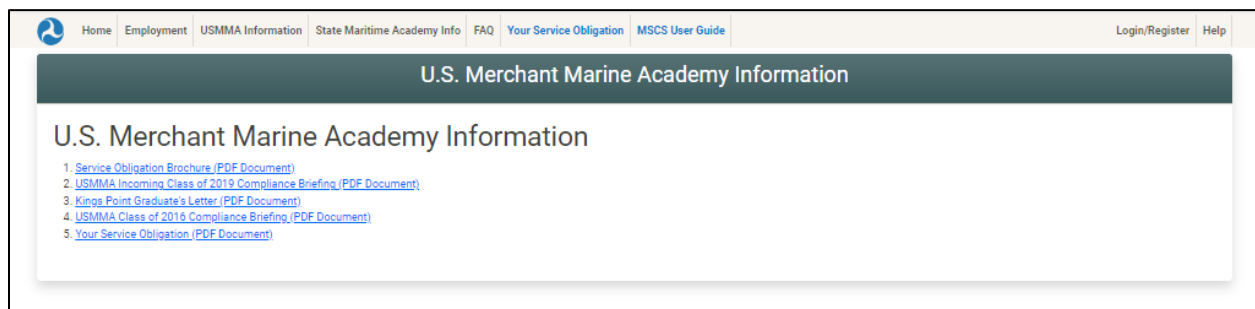 Home Employment USMMA Information State Maritime Academy Info FAQ Your Service Obligation MSCS User Guide Login/Register Help
U.S. Merchant Marine Academy Information
U.S. Merchant Marine Academy Information
1. Service Obligation Brochure (PDF Document)
2. USMMA Incoming Class of 2019 Compliance Briefing (PDF Document)
3. Kings Point Graduate's Letter (PDF Document)
4. USMMA Class of 2016 Compliance Briefing (PDF Document)
5. Your Service Obligation (PDF Document)